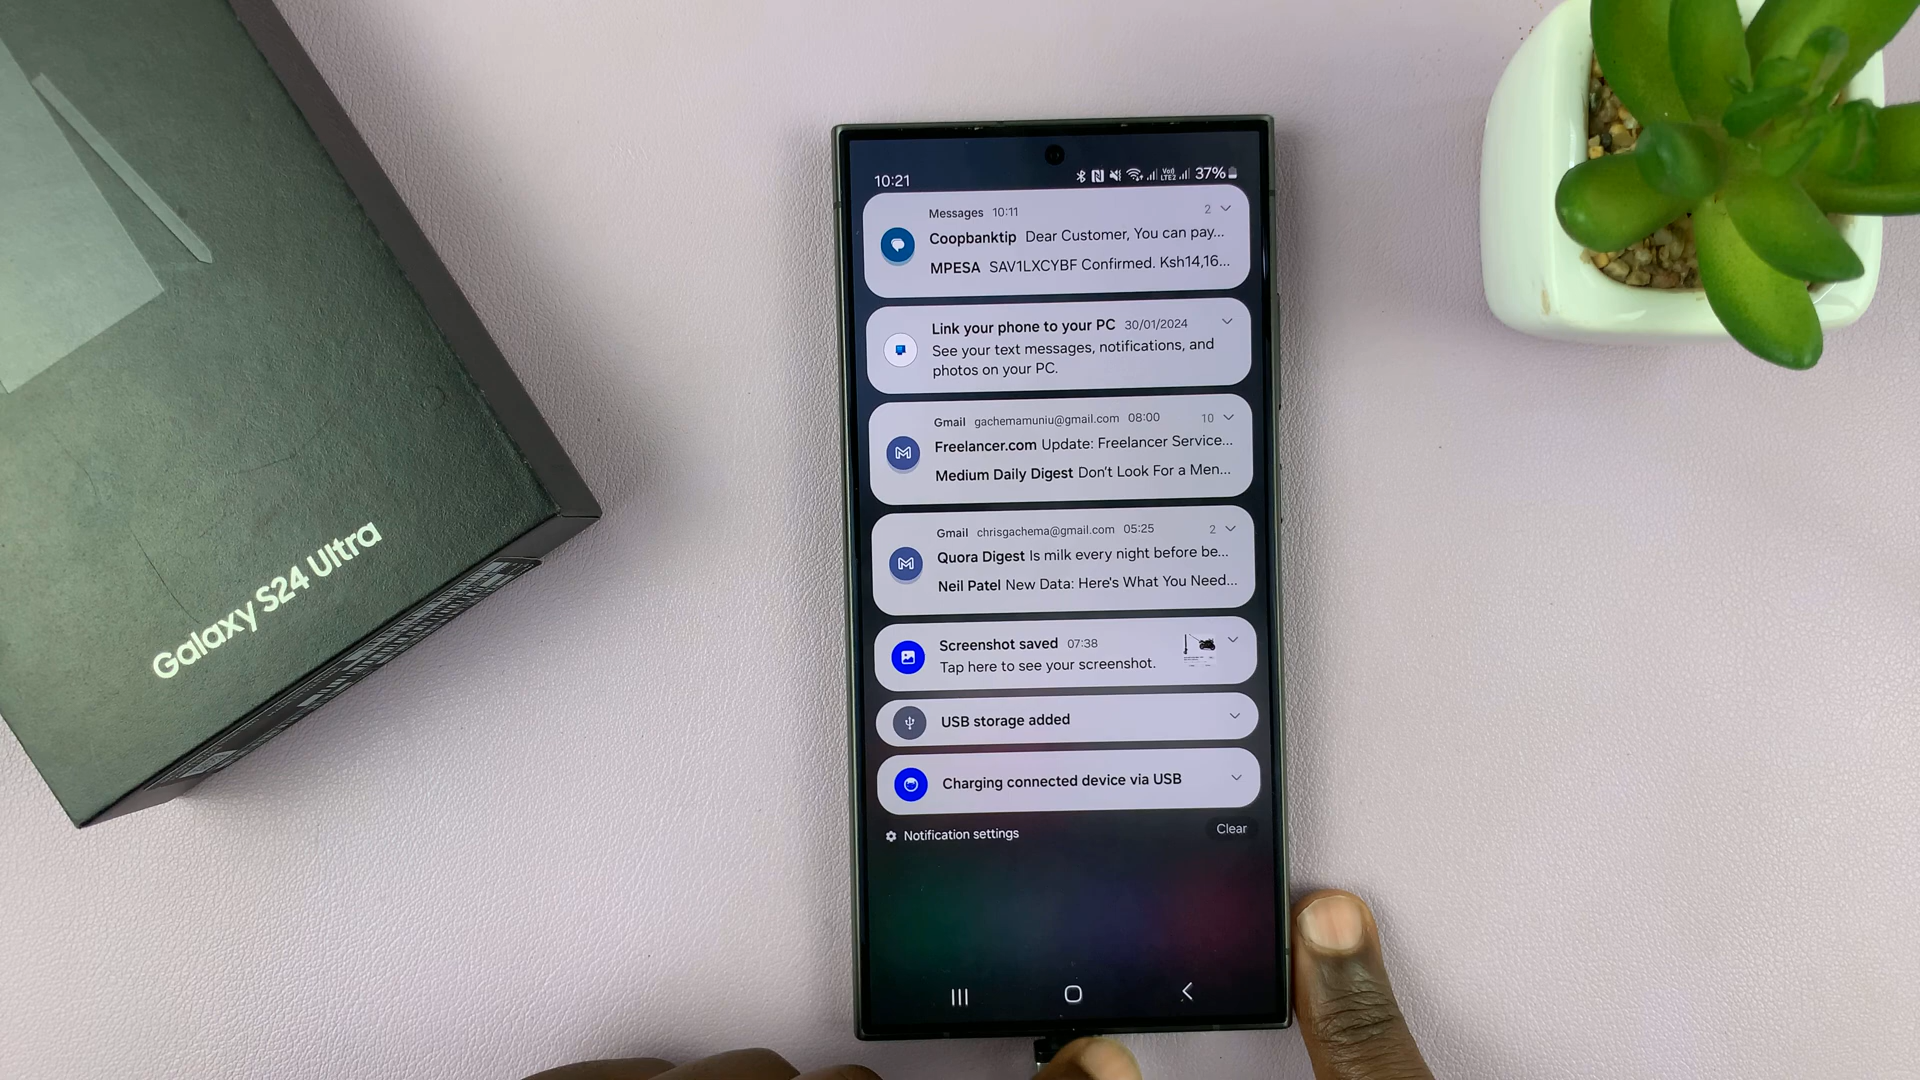 Galaxy S24 Ultra
10:21
Vo))
LTE2
37%
Messages 10:11 2
Coopbanktip Dear Customer, You can pay...
MPESA SAV1LXCYBF Confirmed. Ksh14,16...
Link your phone to your PC 30/01/2024
See your text messages, notifications, and
photos on your PC.
Gmail gachemamuniu@gmail.com 08:00 10
Freelancer.com Update: Freelancer Service...
Medium Daily Digest Don't Look For a Men...
Gmail chrisgachema@gmail.com 05:25 2
Quora Digest Is milk every night before be...
Neil Patel New Data: Here's What You Need...
Screenshot saved 07:38
Tap here to see your screenshot.
USB storage added
Charging connected device via USB
Notification settings
Clear